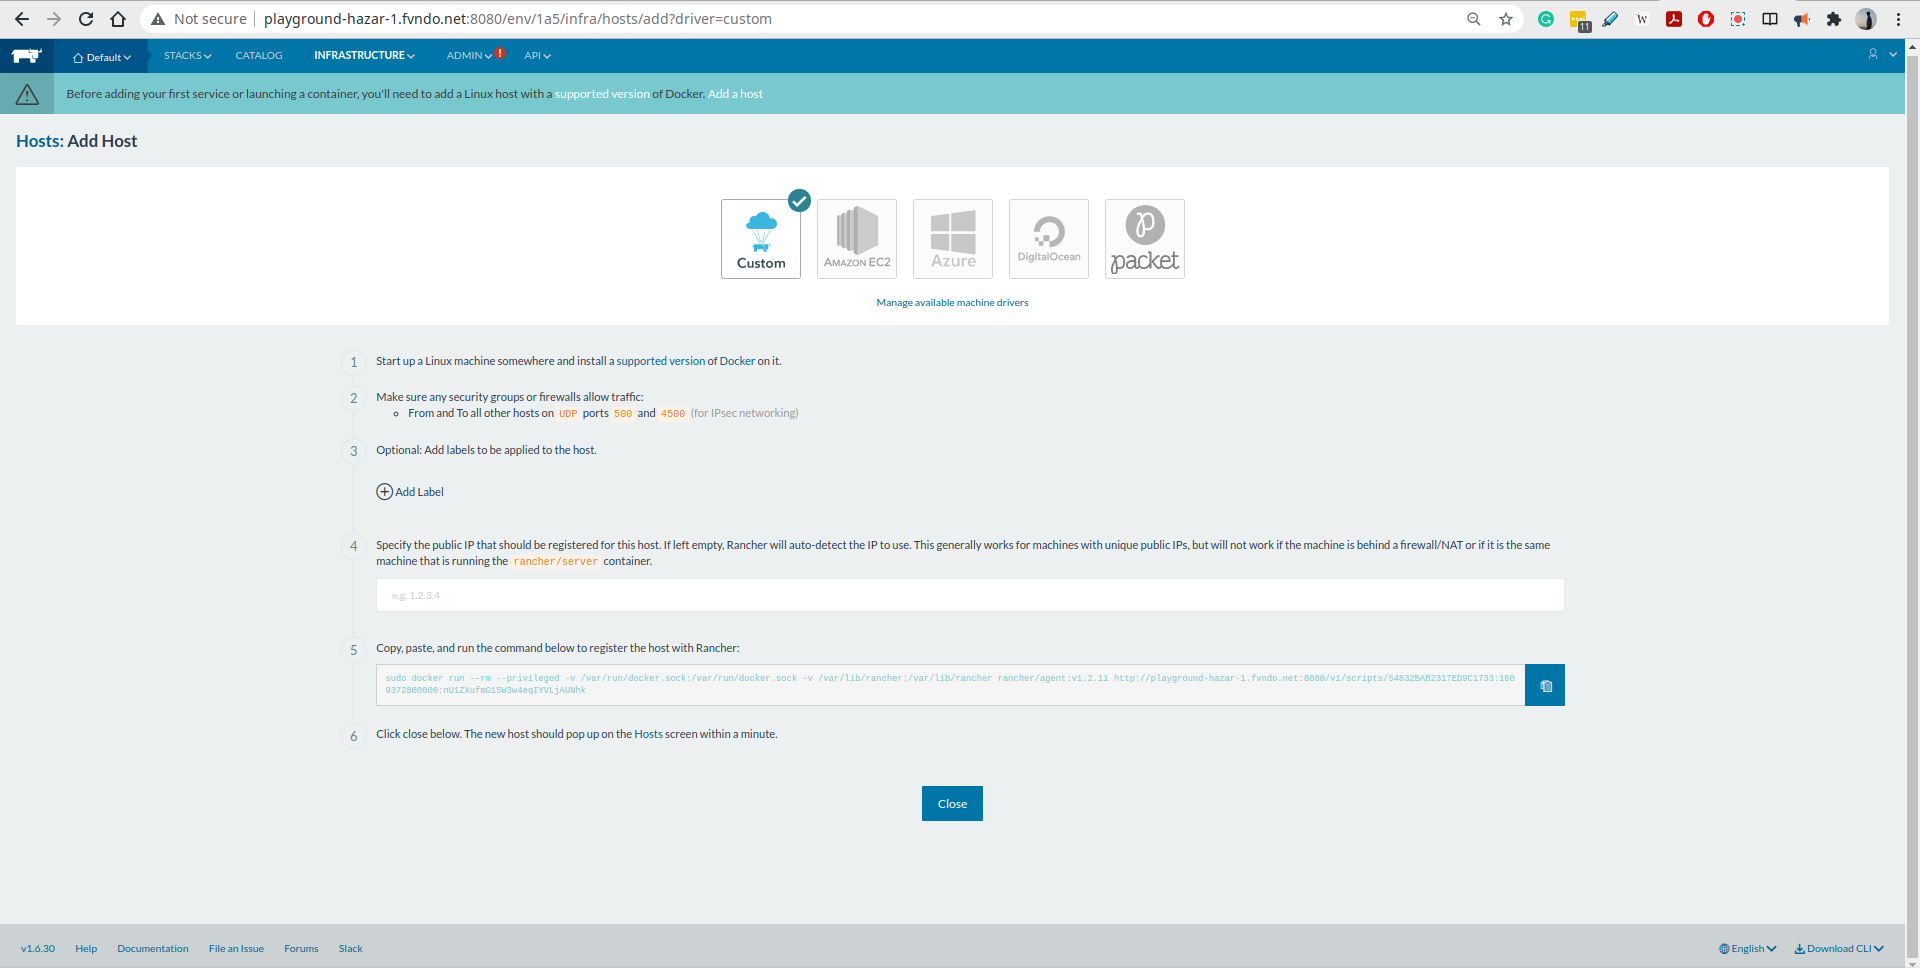 Not secure | playground-hazar-1.fvndo.net:8080/env/1a5/infra/hosts/add?driver=custom
11
W
Default STACKS CATALOG INFRASTRUCTURE ADMIN ! API
Before adding your first service or launching a container, you'll need to add a Linux host with a supported version of Docker. Add a host
Hosts: Add Host
Custom
AMAZON EC2
Azure
DigitalOcean
packet
Manage available machine drivers
1 Start up a Linux machine somewhere and install a supported version of Docker on it.
2 Make sure any security groups or firewalls allow traffic:
From and To all other hosts on UDP ports 500 and 4500 (for IPsec networking)
3 Optional: Add labels to be applied to the host.
Add Label
4 Specify the public IP that should be registered for this host. If left empty, Rancher will auto-detect the IP to use. This generally works for machines with unique public IPs, but will not work if the machine is behind a firewall/NAT or if it is the same
machine that is running the rancher/server container.
e.g. 1.2.3.4
5 Copy, paste, and run the command below to register the host with Rancher:
sudo docker run --rm --privileged -v /var/run/docker.sock:/var/run/docker.sock -v /var/lib/rancher:/var/lib/rancher rancher/agent:v1.2.11 http://playground-hazar-1.fvndo.net:8080/v1/scripts/54832BAB2317ED9C1733:160
9372800000:nU1ZXufmG15W3w4eqIYVLjAUNhk
6 Click close below. The new host should pop up on the Hosts screen within a minute.
Close
v1.6.30 Help Documentation File an Issue Forums Slack English Download CLI